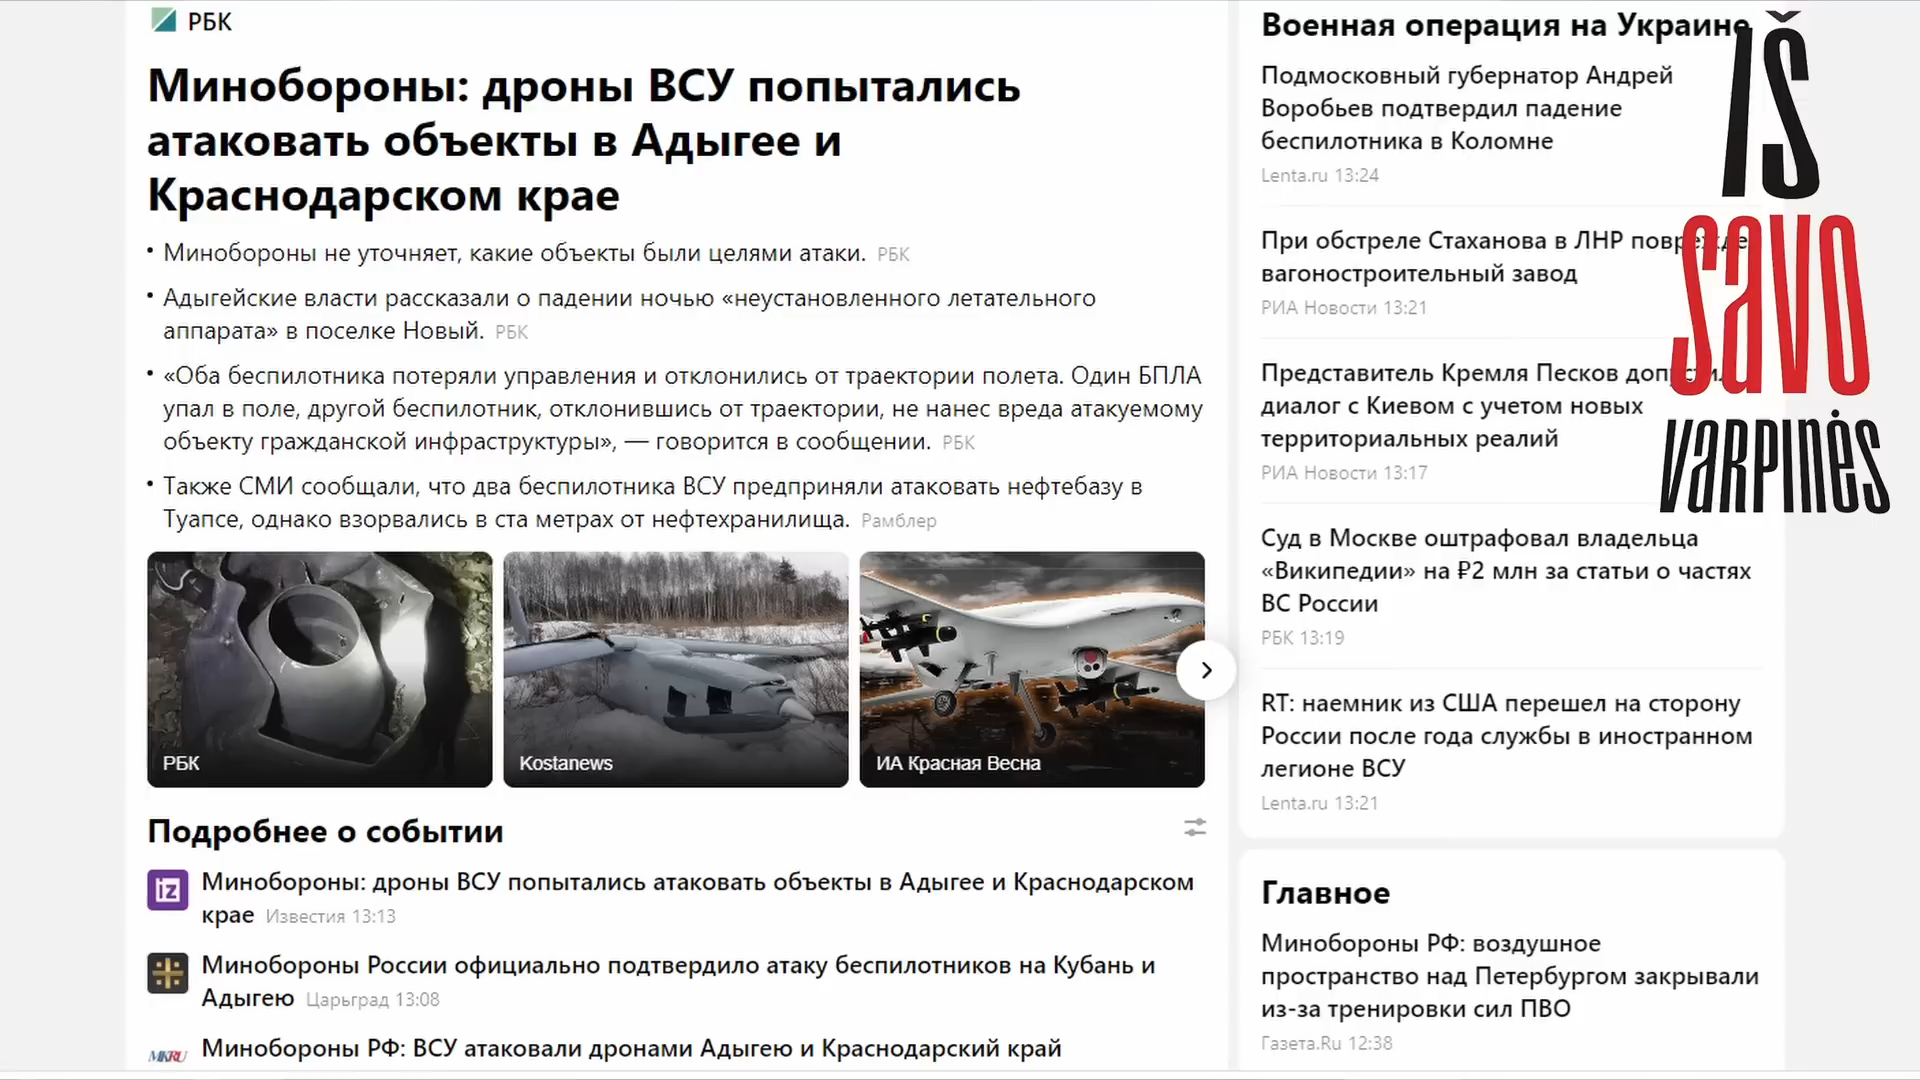 РБК
Минобороны: дроны ВСУ попытались
атаковать объекты в Адыгее и
Краснодарском крае
• Минобороны не уточняет, какие объекты были целями атаки. РБК
• Адыгейские власти рассказали о падении ночью «неустановленного летательного
аппарата» в поселке Новый. РБК
• «Оба беспилотника потеряли управления и отклонились от траектории полета. Один БПЛА
упал в поле, другой беспилотник, отклонившись от траектории, не нанес вреда атакуемому
объекту гражданской инфраструктуры», — говорится в сообщении. РБК
• Также СМИ сообщали, что два беспилотника ВСУ предприняли атаковать нефтебазу в
Туапсе, однако взорвались в ста метрах от нефтехранилища. Рамблер
РБК
Kostanews
ИА Красная Весна
Подробнее о событии
iz
Минобороны: дроны ВСУ попытались атаковать объекты в Адыгее и Краснодарском
крае Известия 13:13
Минобороны России официально подтвердило атаку беспилотников на Кубань и
Адыгею Царьград 13:08
MKRU
Минобороны РФ: ВСУ атаковали дронами Адыгею и Краснодарский край
Военная операция на Украине
Подмосковный губернатор Андрей
Воробьев подтвердил падение
беспилотника в Коломне
Lenta.ru 13:24
При обстреле Стаханова в ЛНР
вагоностроительный завод
РИА Новости 13:21
Представитель Кремля Песков допустил
диалог с Киевом с учетом новых
территориальных реалий
РИА Новости 13:17
Суд в Москве оштрафовал владельца
«Википедии» на ₽2 млн за статьи о частях
ВС России
РБК 13:19
RT: наемник из США перешел на сторону
России после года службы в иностранном
легионе ВСУ
Lenta.ru 13:21
Главное
Минобороны РФ: воздушное
пространство над Петербургом закрывали
из-за тренировки сил ПВО
Газета.Ru 12:38
IŠ
SAVO
VARPINĖS